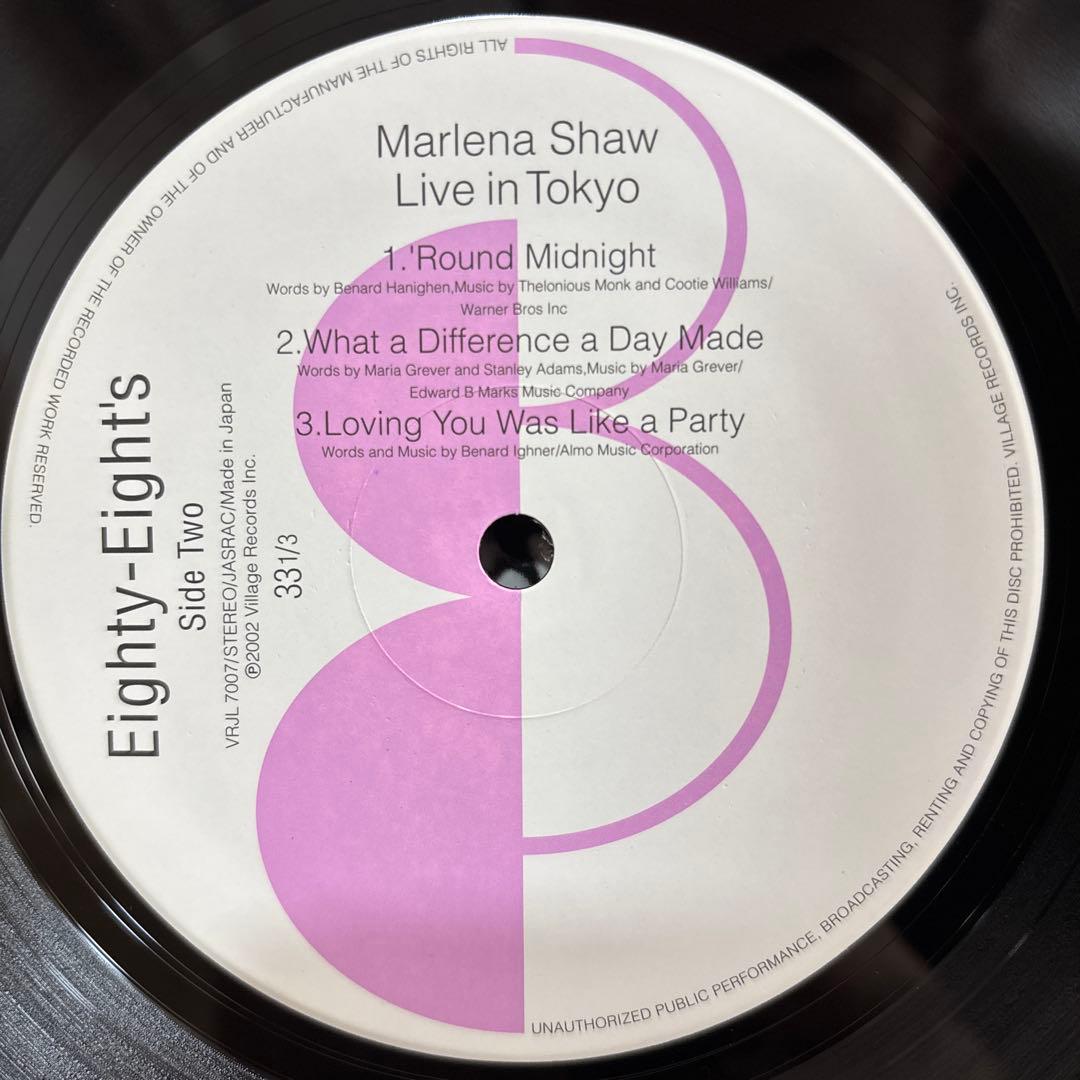 Marlena Shaw
Live in Tokyo
1.'Round Midnight
Words by Benard Hanighen,Music by Thelonious Monk and Cootie Williams/
Warner Bros Inc
2.What a Difference a Day Made
Words by Maria Grever and Stanley Adams,Music by Maria Grever/
Edward B Marks Music Company
3.Loving You Was Like a Party
Words and Music by Benard Ighner/Almo Music Corporation
Eighty-Eight's
Side Two
VRJL 7007/STEREO/JASRAC/Made in Japan
℗2002 Village Records Inc.
33 1/3
ALL RIGHTS OF THE MANUFACTURER AND OF THE OWNER OF THE RECORDED WORK RESERVED.
UNAUTHORIZED PUBLIC PERFORMANCE, BROADCASTING, RENTING AND COPYING OF THIS DISC PROHIBITED. VILLAGE RECORDS INC.